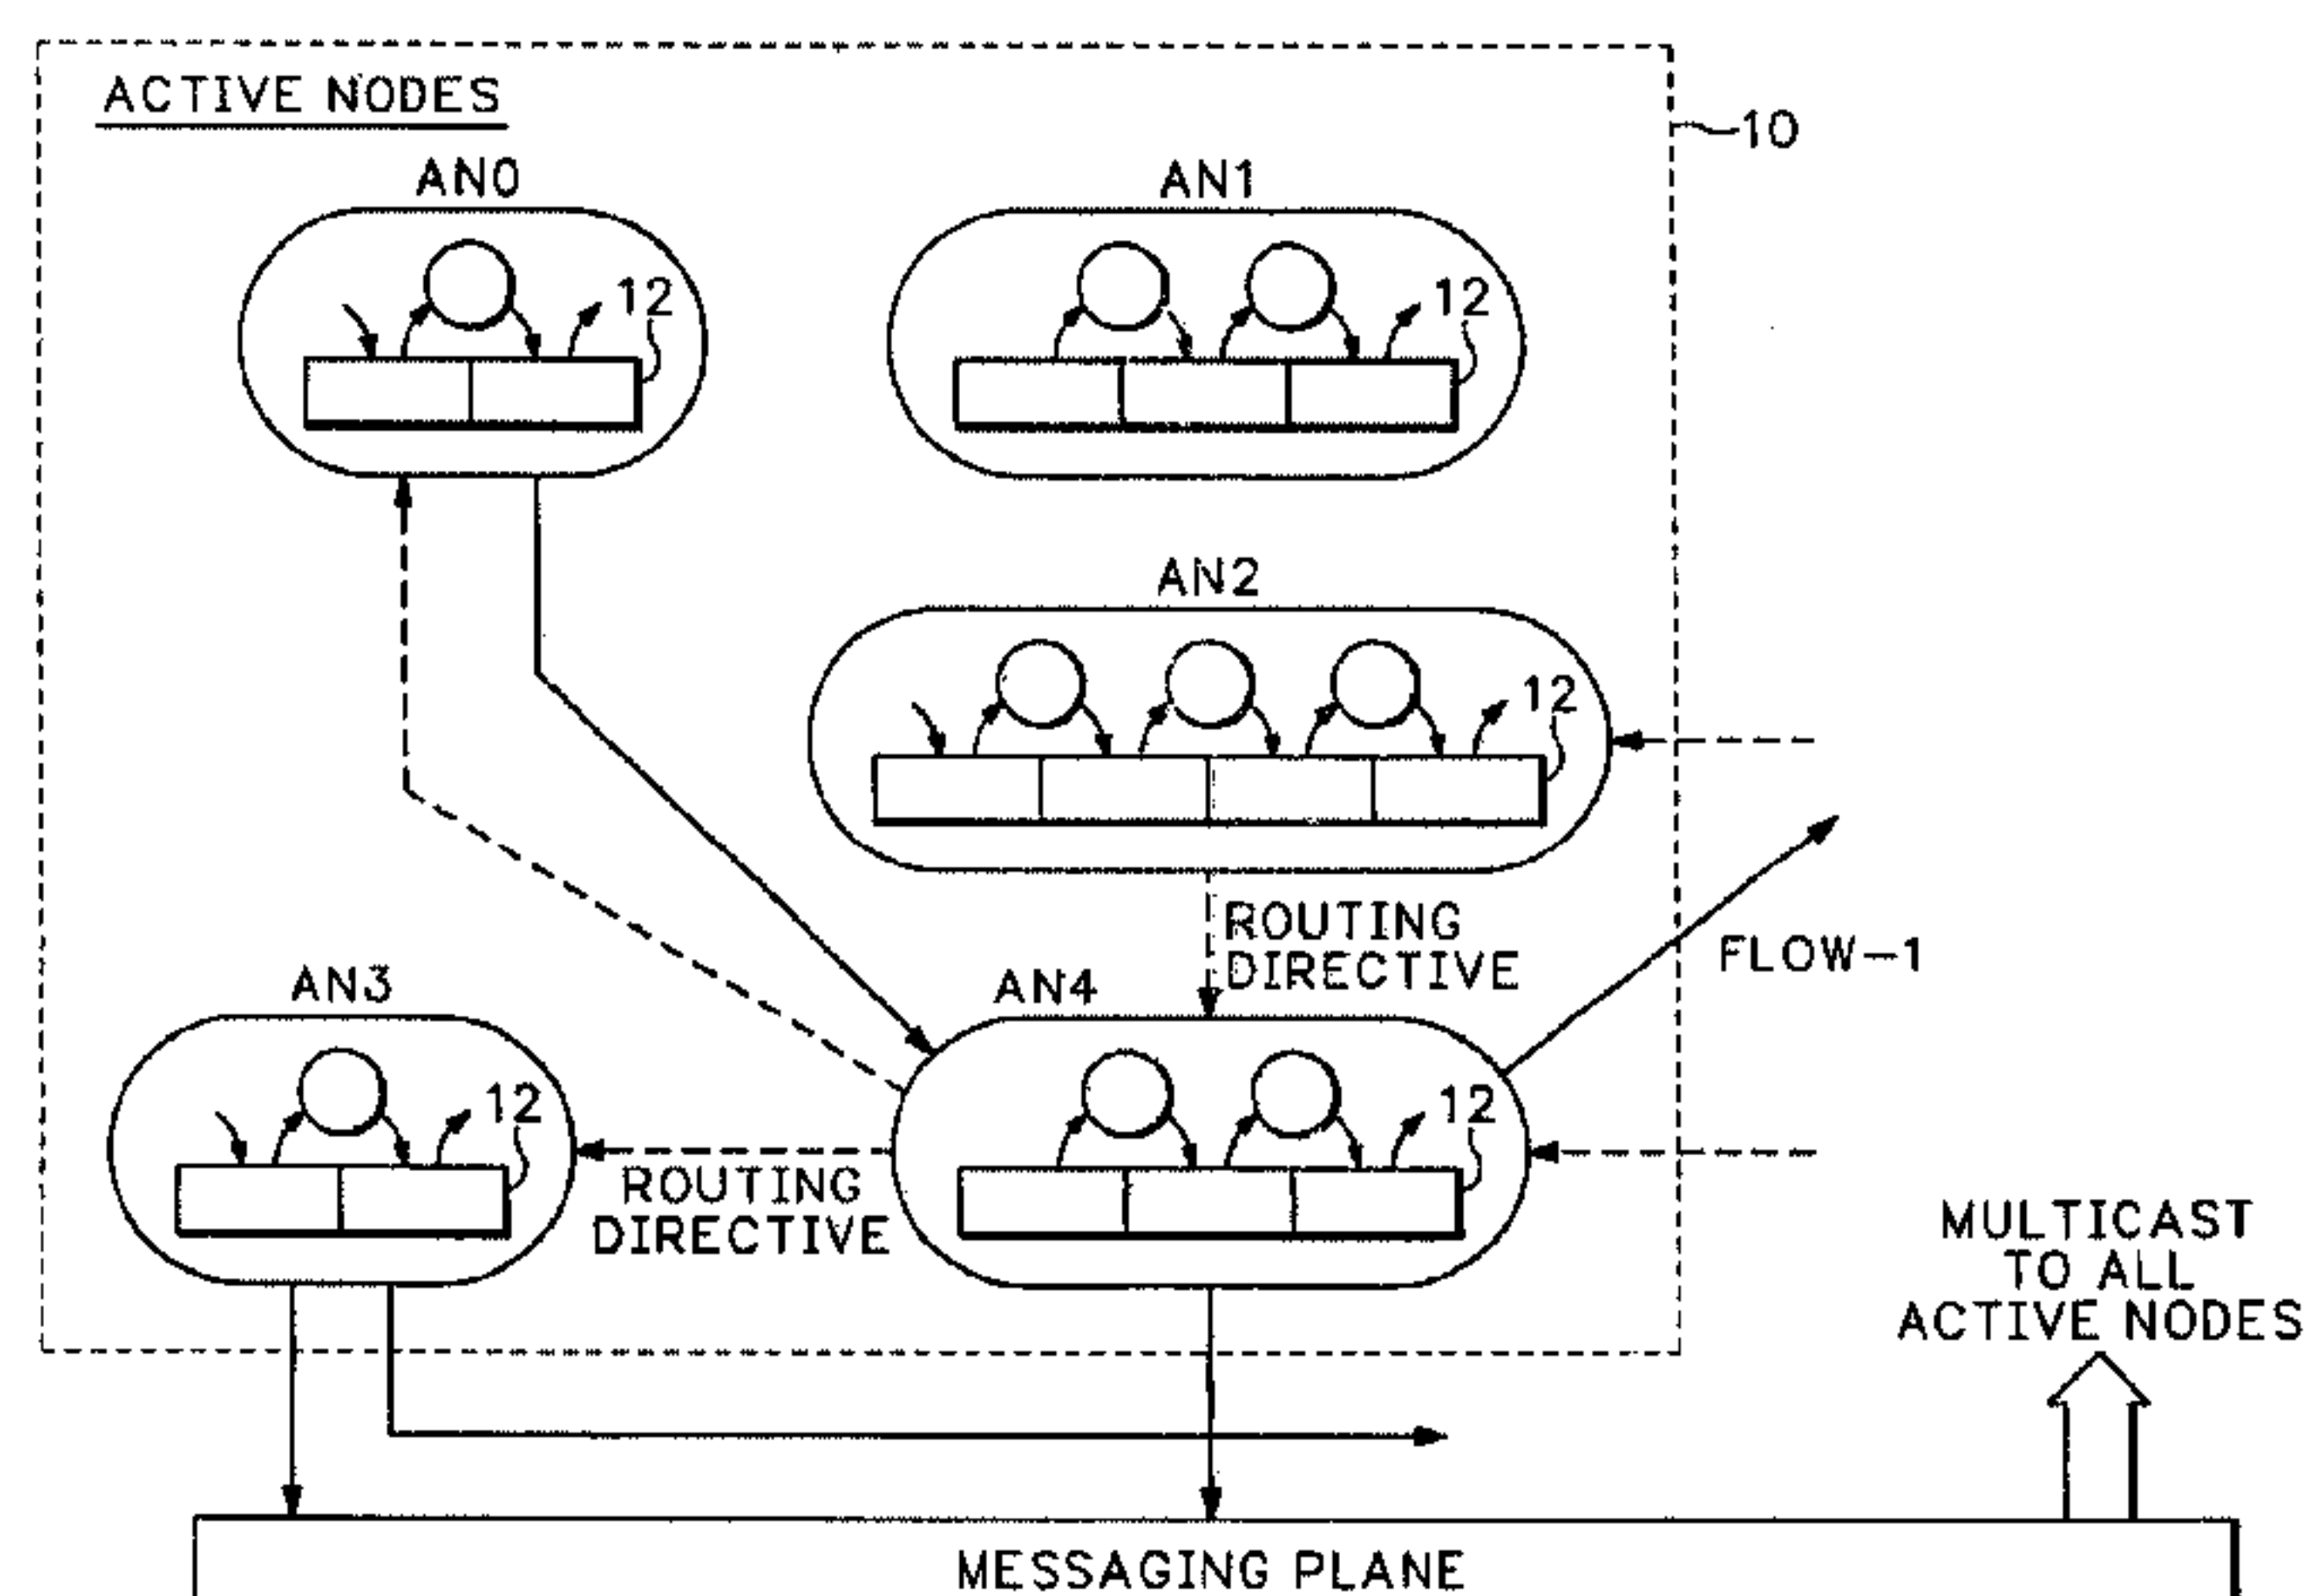 ACTIVE NODES
10
AN0
AN1
12
12
AN2
12
ROUTING
DIRECTIVE
FLOW-1
AN3
AN4
12
12
ROUTING
DIRECTIVE
MULTICAST
TO ALL
ACTIVE NODES
MESSAGING PLANE